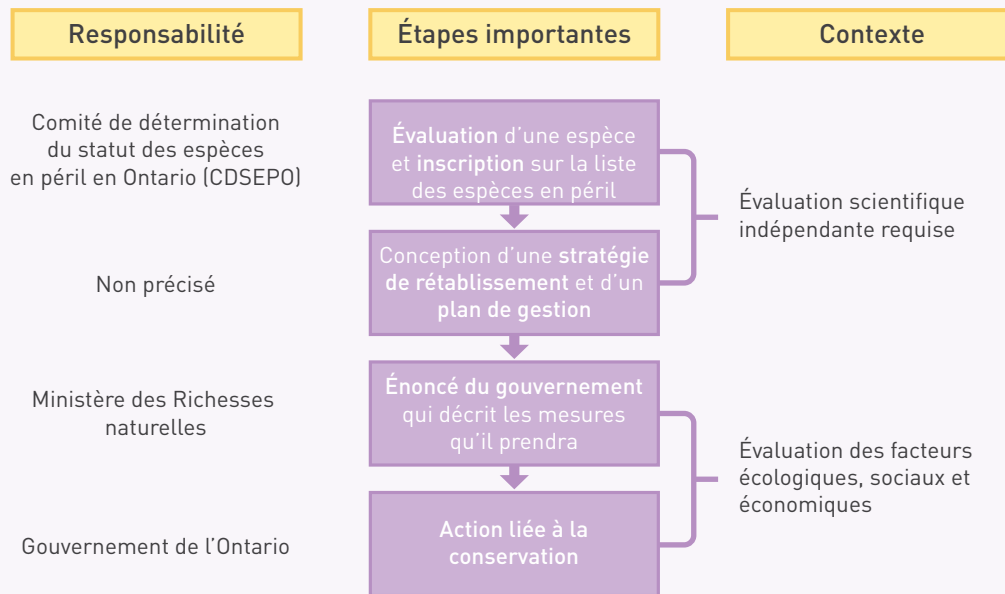 Responsabilité
Étapes importantes
Contexte
Comité de détermination
du statut des espèces
en péril en Ontario (CDSEPO)
Évaluation d'une espèce
et inscription sur la liste
des espèces en péril
Évaluation scientifique
indépendante requise
Non précisé
Conception d'une stratégie
de rétablissement et d'un
plan de gestion
Ministère des Richesses
naturelles
Énoncé du gouvernement
qui décrit les mesures
qu'il prendra
Évaluation des facteurs
écologiques, sociaux et
économiques
Gouvernement de l'Ontario
Action liée à la
conservation